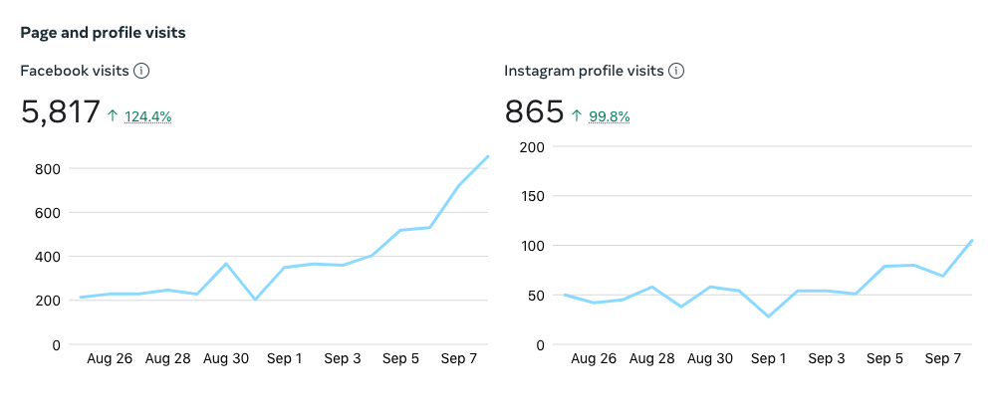 Page and profile visits
Facebook visits
5,817 ↑ 124.4%
800
600
400
200
0
Aug 26 Aug 28 Aug 30 Sep 1 Sep 3 Sep 5 Sep 7
Instagram profile visits
865 ↑ 99.8%
200
150
100
50
0
Aug 26 Aug 28 Aug 30 Sep 1 Sep 3 Sep 5 Sep 7